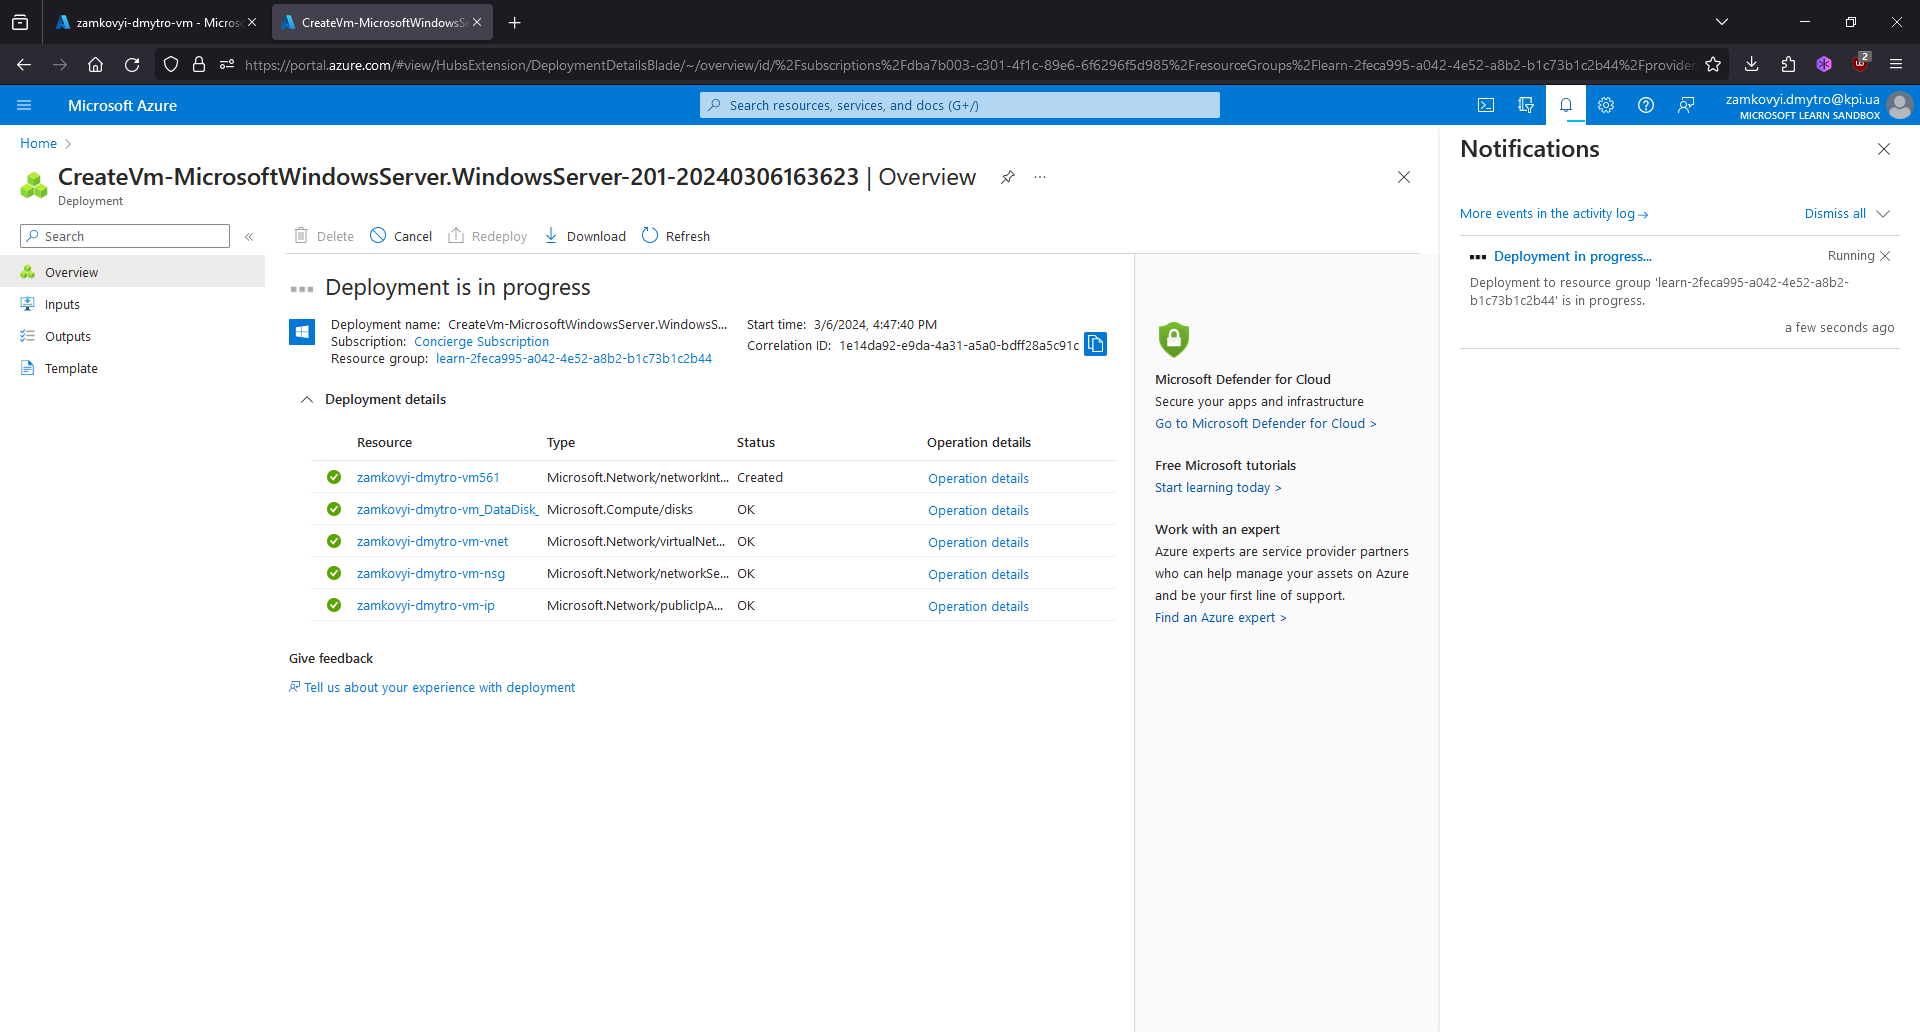 zamkovyi-dmytro-vm - Micros
CreateVm-MicrosoftWindowsSe
https://portal.azure.com/#view/HubsExtension/DeploymentDetailsBlade/~/overview/id/%2Fsubscriptions%2Fdba7b003-c301-4f1c-89e6-6f6296f5d985%2FresourceGroups%2Flearn-2feca995-a042-4e52-a8b2-b1c73b1c2b44%2Fprovider
2
Microsoft Azure
Search resources, services, and docs (G+/)
zamkovyi.dmytro@kpi.ua
MICROSOFT LEARN SANDBOX
Home
CreateVm-MicrosoftWindowsServer.WindowsServer-201-20240306163623 | Overview
Deployment
Search
Overview
Inputs
Outputs
Template
Delete
Cancel
Redeploy
Download
Refresh
Deployment is in progress
Deployment name: CreateVm-MicrosoftWindowsServer.WindowsS...
Subscription: Concierge Subscription
Resource group: learn-2feca995-a042-4e52-a8b2-b1c73b1c2b44
Start time: 3/6/2024, 4:47:40 PM
Correlation ID: 1e14da92-e9da-4a31-a5a0-bdff28a5c91c
Deployment details
Resource Type Status Operation details
zamkovyi-dmytro-vm561 Microsoft.Network/networkInt... Created Operation details
zamkovyi-dmytro-vm_DataDisk_ Microsoft.Compute/disks OK Operation details
zamkovyi-dmytro-vm-vnet Microsoft.Network/virtualNet... OK Operation details
zamkovyi-dmytro-vm-nsg Microsoft.Network/networkSe... OK Operation details
zamkovyi-dmytro-vm-ip Microsoft.Network/publicIpA... OK Operation details
Give feedback
Tell us about your experience with deployment
Microsoft Defender for Cloud
Secure your apps and infrastructure
Go to Microsoft Defender for Cloud >
Free Microsoft tutorials
Start learning today >
Work with an expert
Azure experts are service provider partners
who can help manage your assets on Azure
and be your first line of support.
Find an Azure expert >
Notifications
More events in the activity log →
Dismiss all
Deployment in progress...
Running
Deployment to resource group 'learn-2feca995-a042-4e52-a8b2-
b1c73b1c2b44' is in progress.
a few seconds ago